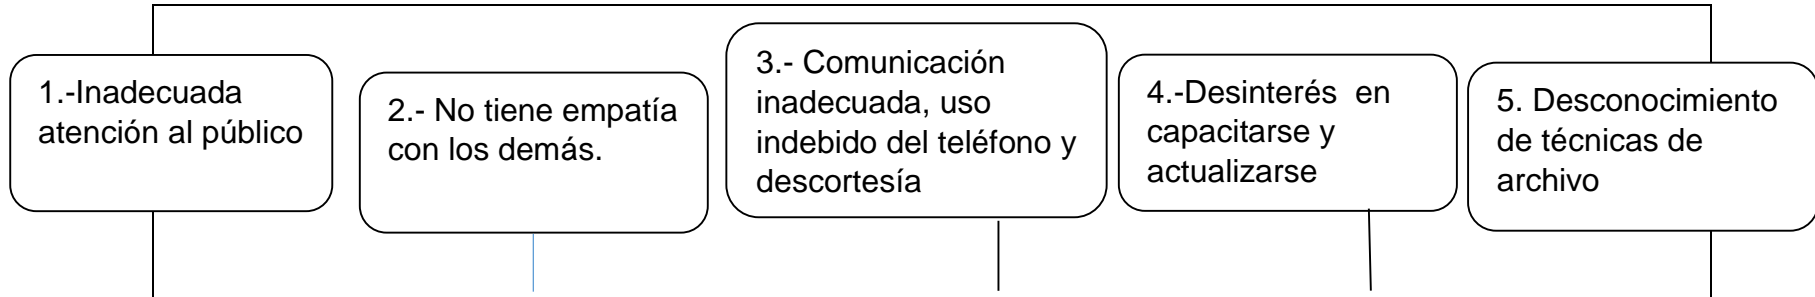 1.-Inadecuada
atención al público
2.- No tiene empatía
con los demás.
3.- Comunicación
inadecuada, uso
indebido del teléfono y
descortesía
4.-Desinterés  en
capacitarse y
actualizarse
5. Desconocimiento
de técnicas de
archivo